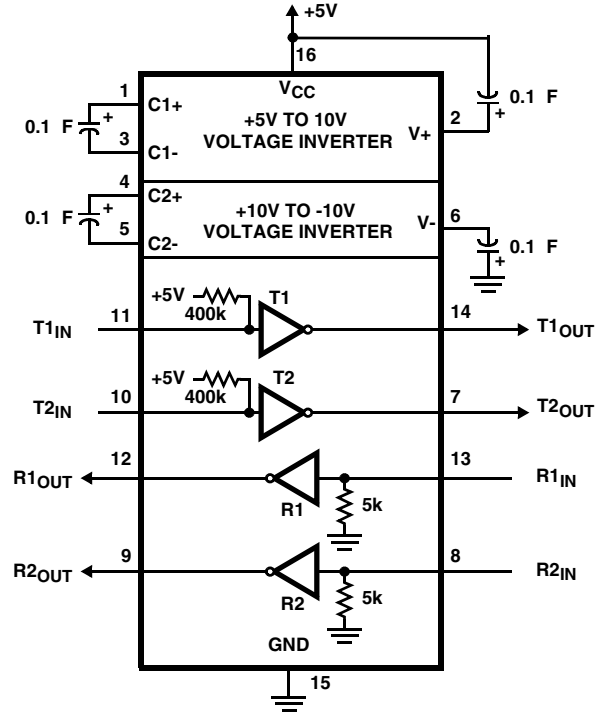 +5V
16
VCC
1
C1+
+5V TO 10V
VOLTAGE INVERTER
0.1 F
+
3
C1-
2
V+
0.1 F
+
4
C2+
+10V TO -10V
VOLTAGE INVERTER
0.1 F
+
5
C2-
6
V-
0.1 F
+
+5V
400k
T1
T1IN
11
14
T1OUT
+5V
400k
T2
T2IN
10
7
T2OUT
R1OUT
12
13
R1IN
R1
5k
R2OUT
9
8
R2IN
R2
5k
GND
15